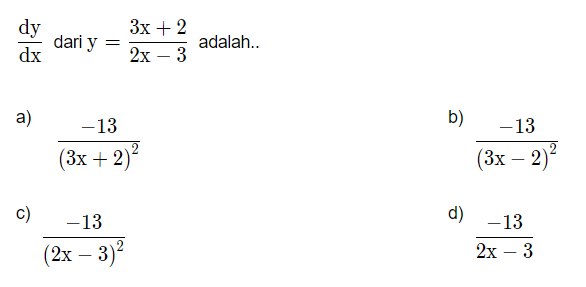 dy/dx dari y = (3x + 2)/(2x − 3) adalah..
a) −13/(3x + 2)² b) −13/(3x − 2)²
c) −13/(2x − 3)² d) −13/(2x − 3)